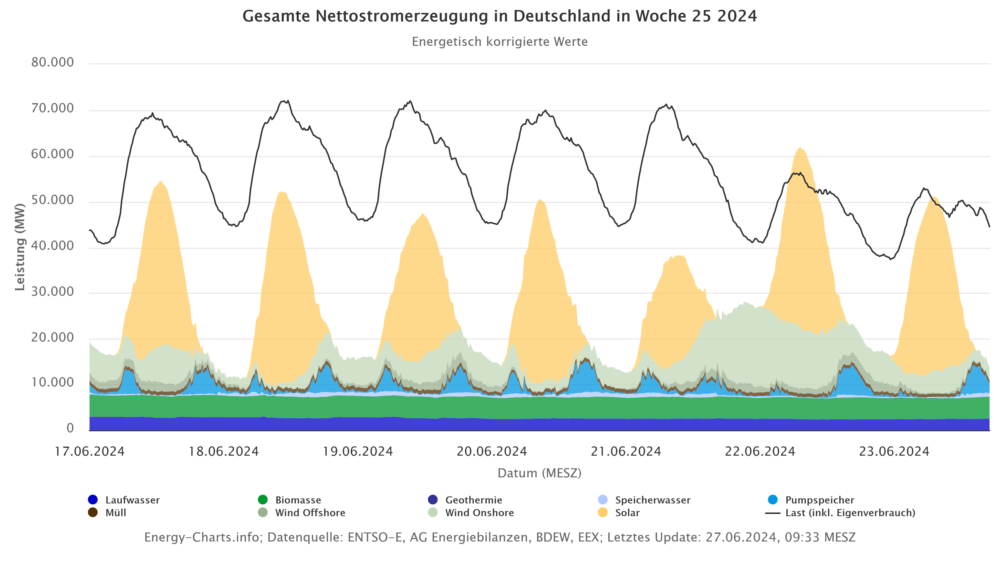 Gesamte Nettostromerzeugung in Deutschland in Woche 25 2024
Energetisch korrigierte Werte
80.000
70.000
60.000
50.000
40.000
30.000
20.000
10.000
0
Leistung (MW)
17.06.2024 18.06.2024 19.06.2024 20.06.2024 21.06.2024 22.06.2024 23.06.2024
Datum (MESZ)
Laufwasser Biomasse Geothermie Speicherwasser Pumpspeicher
Müll Wind Offshore Wind Onshore Solar Last (inkl. Eigenverbrauch)
Energy-Charts.info; Datenquelle: ENTSO-E, AG Energiebilanzen, BDEW, EEX; Letztes Update: 27.06.2024, 09:33 MESZ